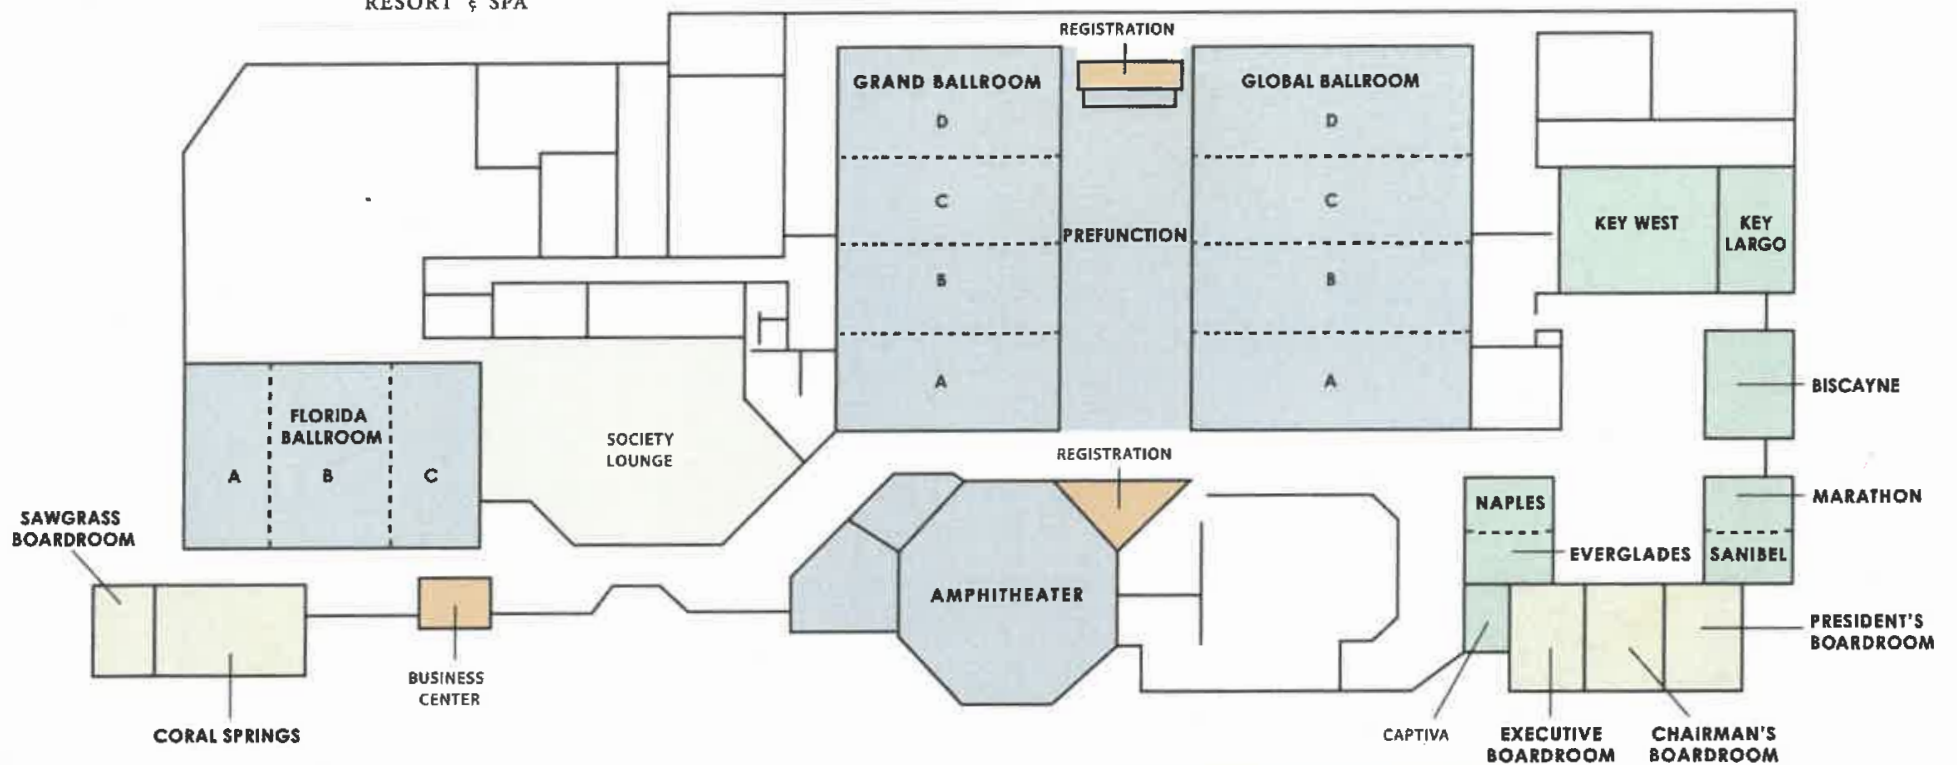 RESORT & SPA
REGISTRATION
GRAND BALLROOM
D
C
B
A
PREFUNCTION
GLOBAL BALLROOM
D
C
B
A
KEY WEST
KEY
LARGO
BISCAYNE
MARATHON
SANIBEL
NAPLES
EVERGLADES
PRESIDENT'S
BOARDROOM
CHAIRMAN'S
BOARDROOM
EXECUTIVE
BOARDROOM
CAPTIVA
REGISTRATION
AMPHITHEATER
SOCIETY
LOUNGE
FLORIDA
BALLROOM
A
B
C
SAWGRASS
BOARDROOM
CORAL SPRINGS
BUSINESS
CENTER